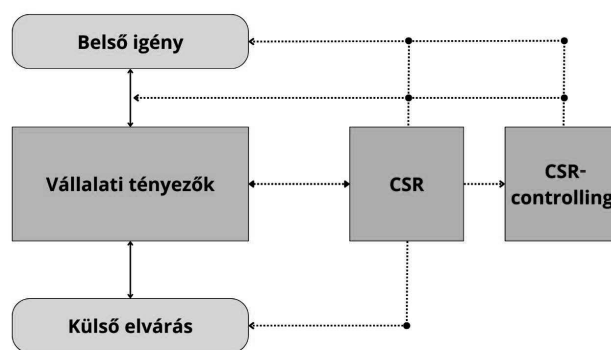 Belső igény
Vállalati tényezők
CSR
CSR-
controlling
Külső elvárás